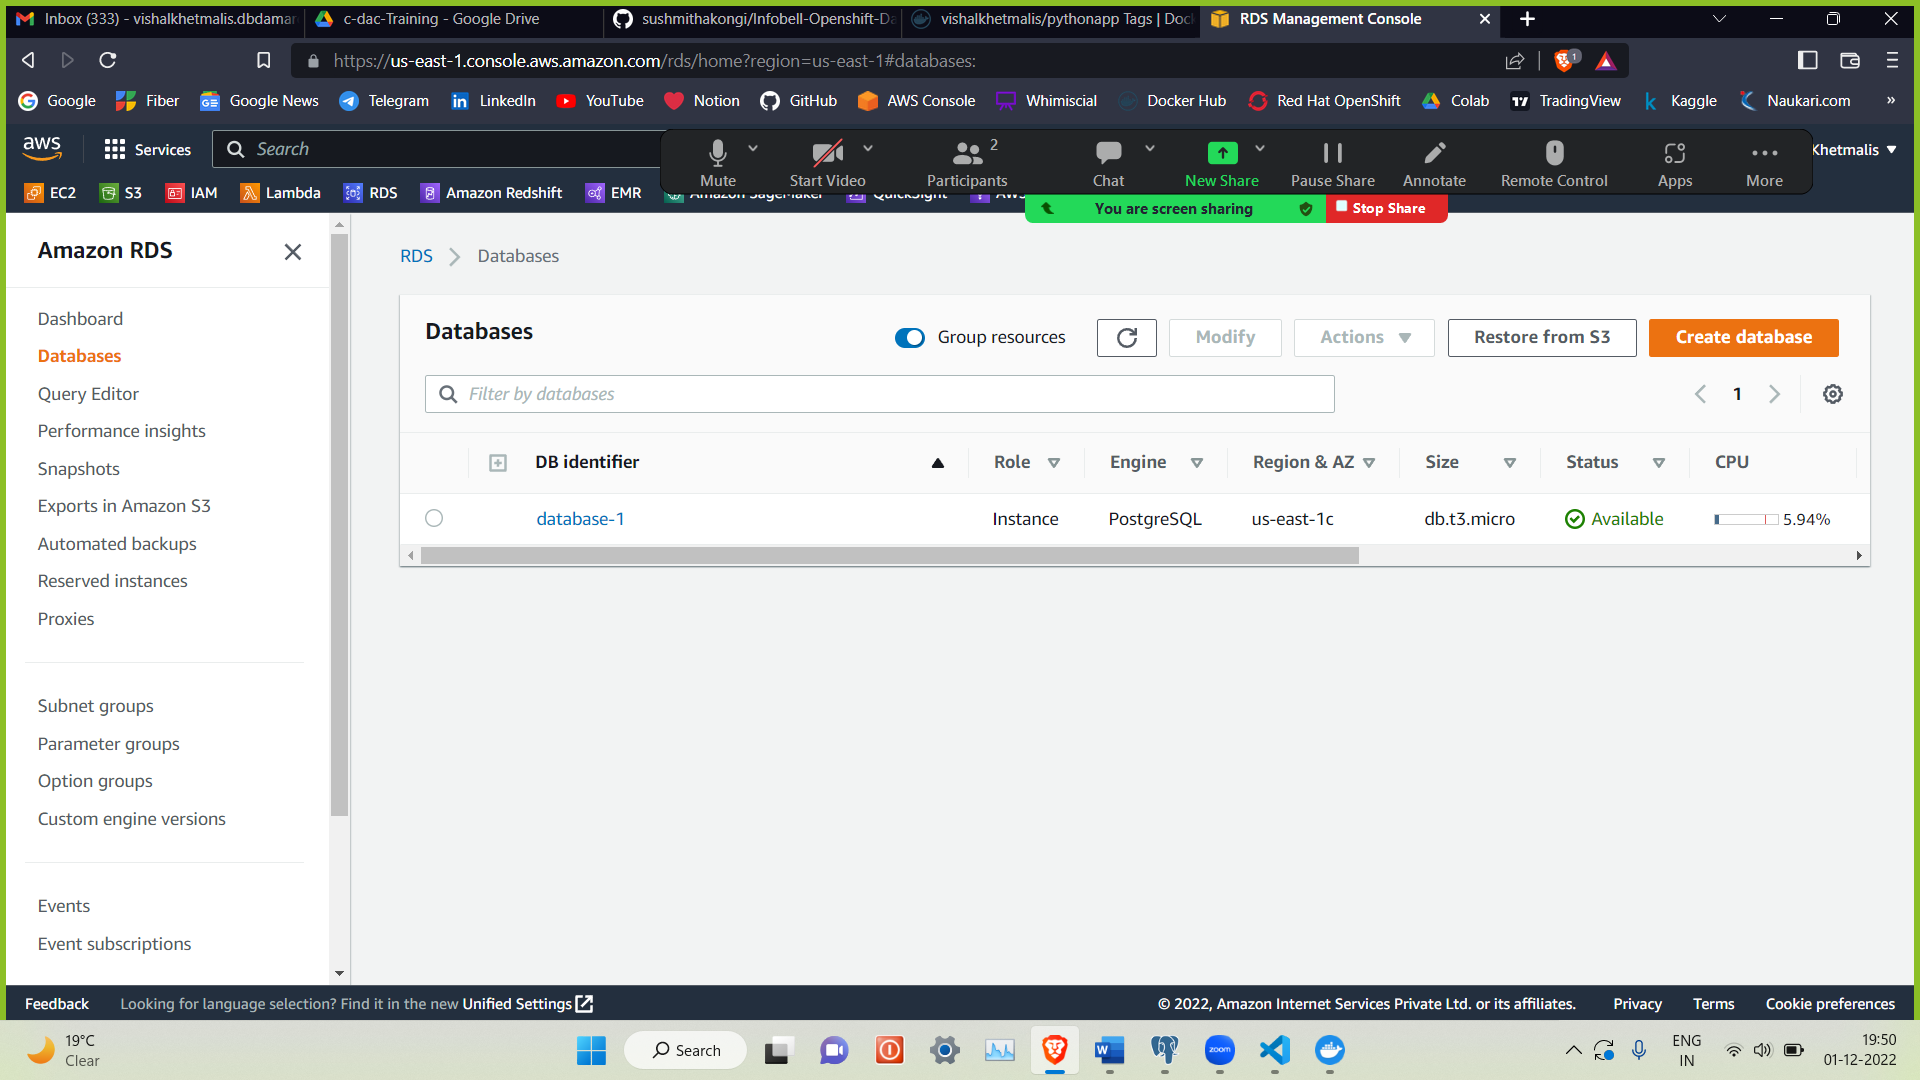 Inbox (333) - vishalkhetmalis.dbdamar
c-dac-Training - Google Drive
sushmithakongi/Infobell-Openshift-Da
vishalkhetmalis/pythonapp Tags | Doc
RDS Management Console
https://us-east-1.console.aws.amazon.com/rds/home?region=us-east-1#databases:
1
Google
Fiber
Google News
Telegram
LinkedIn
YouTube
Notion
GitHub
AWS Console
Whimiscial
Docker Hub
Red Hat OpenShift
Colab
TradingView
Kaggle
Naukari.com
»
aws
Services
Search
Mute
Start Video
Participants
2
Chat
New Share
Pause Share
Annotate
Remote Control
Apps
More
Khetmalis
EC2
S3
IAM
Lambda
RDS
Amazon Redshift
EMR
Amazon SageMaker
QuickSight
You are screen sharing
Stop Share
Amazon RDS
Dashboard
Databases
Query Editor
Performance insights
Snapshots
Exports in Amazon S3
Automated backups
Reserved instances
Proxies
Subnet groups
Parameter groups
Option groups
Custom engine versions
Events
Event subscriptions
RDS
Databases
Databases
Group resources
Modify
Actions
Restore from S3
Create database
Filter by databases
1
DB identifier
Role
Engine
Region & AZ
Size
Status
CPU
database-1
Instance
PostgreSQL
us-east-1c
db.t3.micro
Available
5.94%
Feedback
Looking for language selection? Find it in the new Unified Settings
© 2022, Amazon Internet Services Private Ltd. or its affiliates.
Privacy
Terms
Cookie preferences
19°C
Clear
Search
zoom
ENG
IN
19:50
01-12-2022